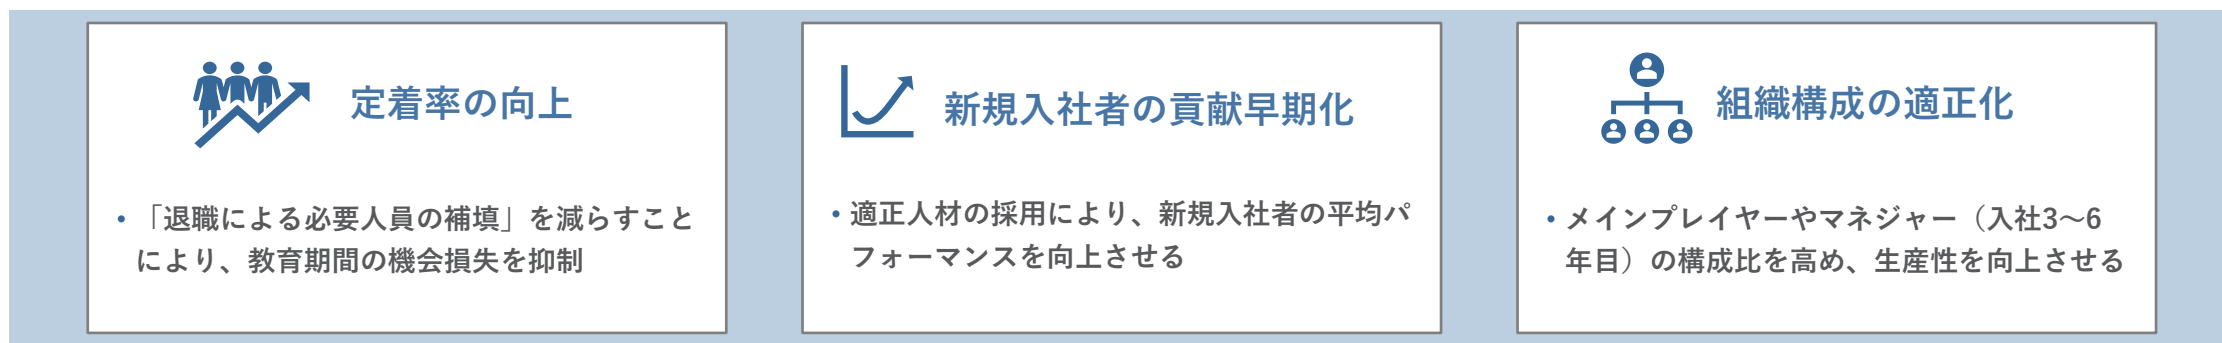 定着率の向上
・「退職による必要人員の補填」を減らすこと
により、教育期間の機会損失を抑制
新規入社者の貢献早期化
・適正人材の採用により、新規入社者の平均パ
フォーマンスを向上させる
組織構成の適正化
・メインプレイヤーやマネジャー（入社3～6
年目）の構成比を高め、生産性を向上させる